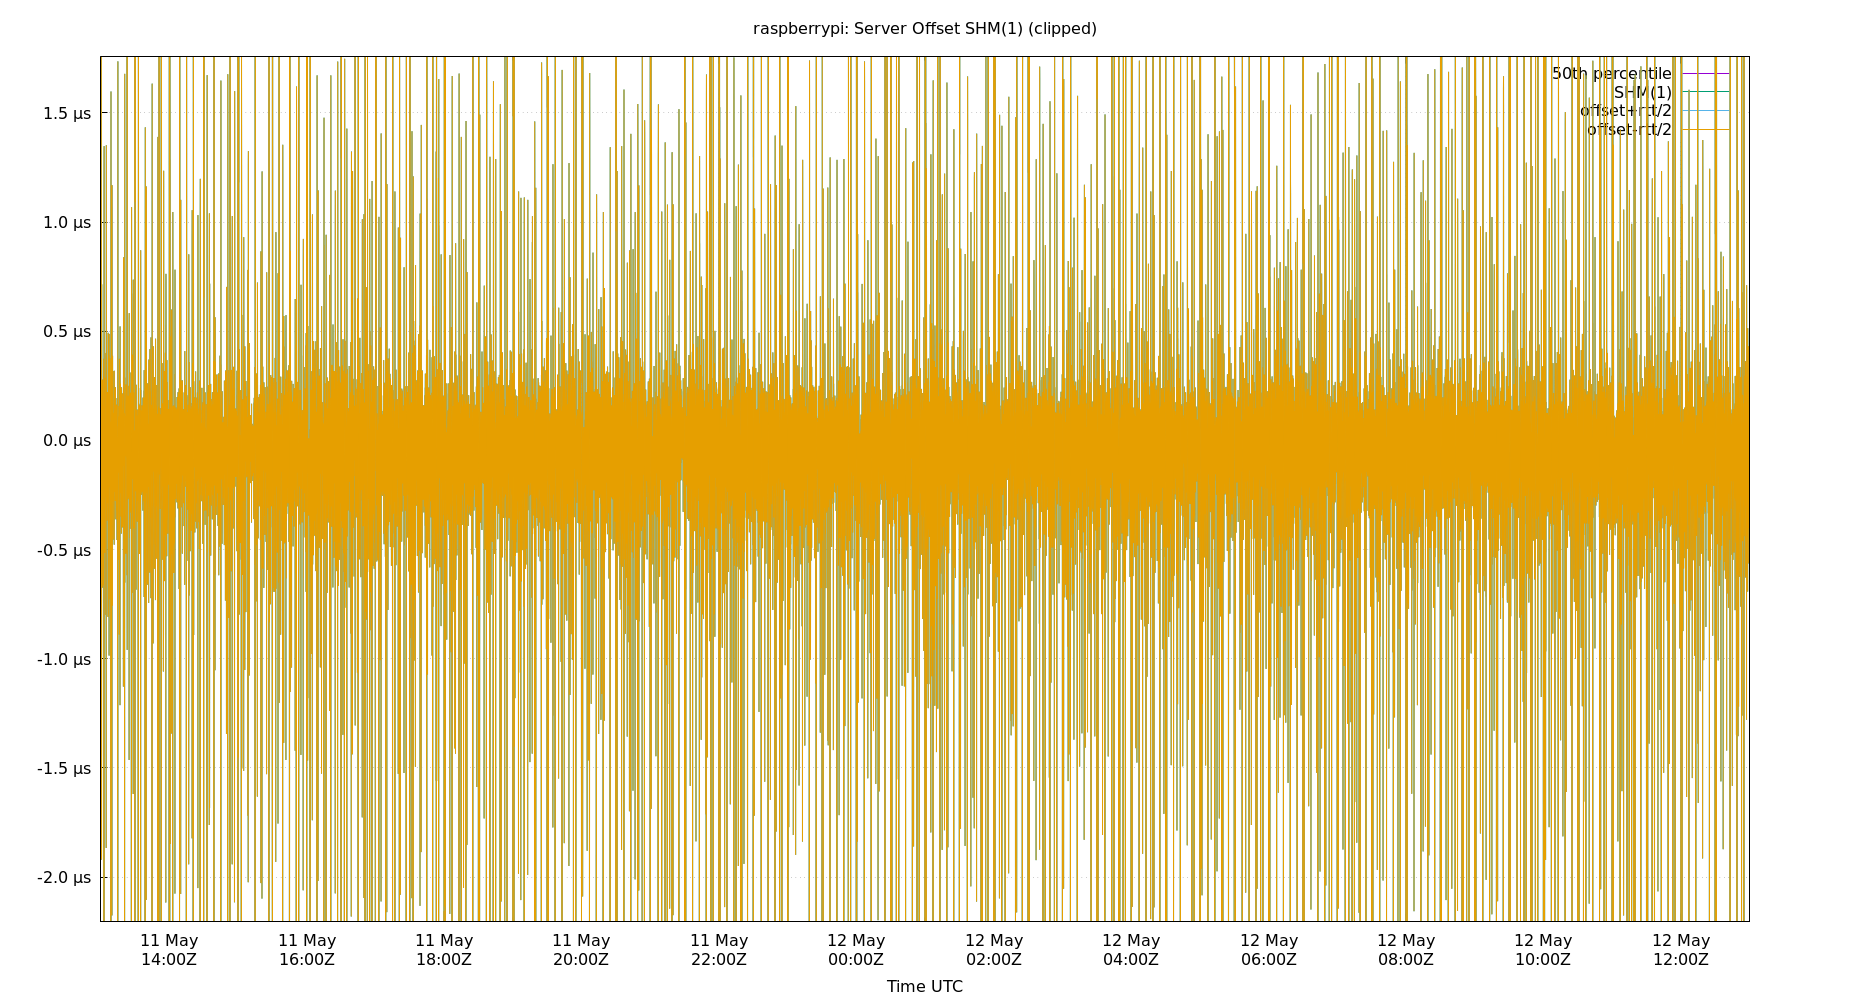 raspberrypi: Server Offset SHM(1) (clipped)
50th percentile
SHM(1)
offset+rtt/2
offset-rtt/2
1.5 µs
1.0 µs
0.5 µs
0.0 µs
-0.5 µs
-1.0 µs
-1.5 µs
-2.0 µs
11 May 11 May 11 May 11 May 11 May 12 May 12 May 12 May 12 May 12 May 12 May 12 May
14:00Z 16:00Z 18:00Z 20:00Z 22:00Z 00:00Z 02:00Z 04:00Z 06:00Z 08:00Z 10:00Z 12:00Z
Time UTC